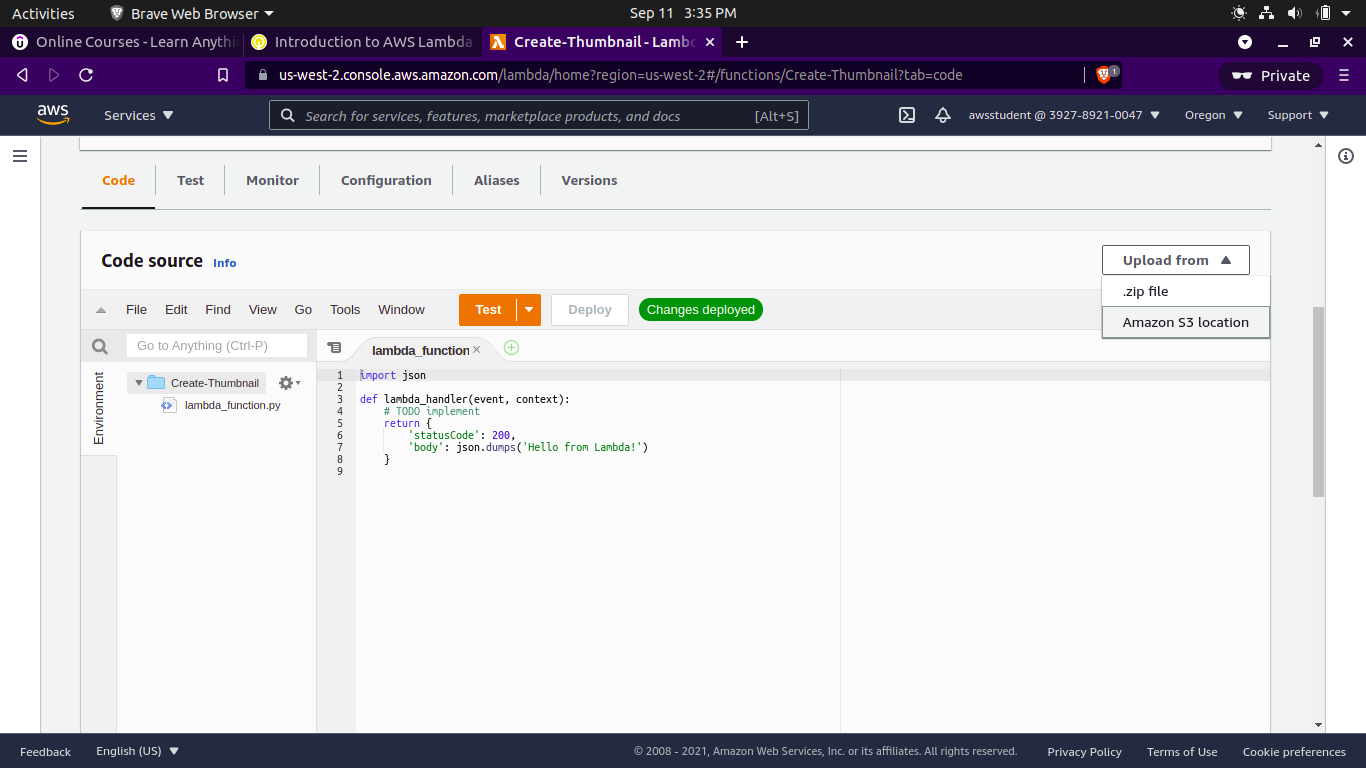 Activities
Brave Web Browser
Sep 11 3:35 PM
Online Courses - Learn Anythi
Introduction to AWS Lambda
Create-Thumbnail - Lambd
us-west-2.console.aws.amazon.com/lambda/home?region=us-west-2#/functions/Create-Thumbnail?tab=code
1
Private
aws
Services
Search for services, features, marketplace products, and docs
[Alt+S]
awsstudent @ 3927-8921-0047
Oregon
Support
Code
Test
Monitor
Configuration
Aliases
Versions
Code source
Info
Upload from
.zip file
Amazon S3 location
File
Edit
Find
View
Go
Tools
Window
Test
Deploy
Changes deployed
Go to Anything (Ctrl-P)
Environment
Create-Thumbnail
lambda_function.py
lambda_function
1 import json
2
3 def lambda_handler(event, context):
4     # TODO implement
5     return {
6         'statusCode': 200,
7         'body': json.dumps('Hello from Lambda!')
8     }
9
Feedback
English (US)
© 2008 - 2021, Amazon Web Services, Inc. or its affiliates. All rights reserved.
Privacy Policy
Terms of Use
Cookie preferences